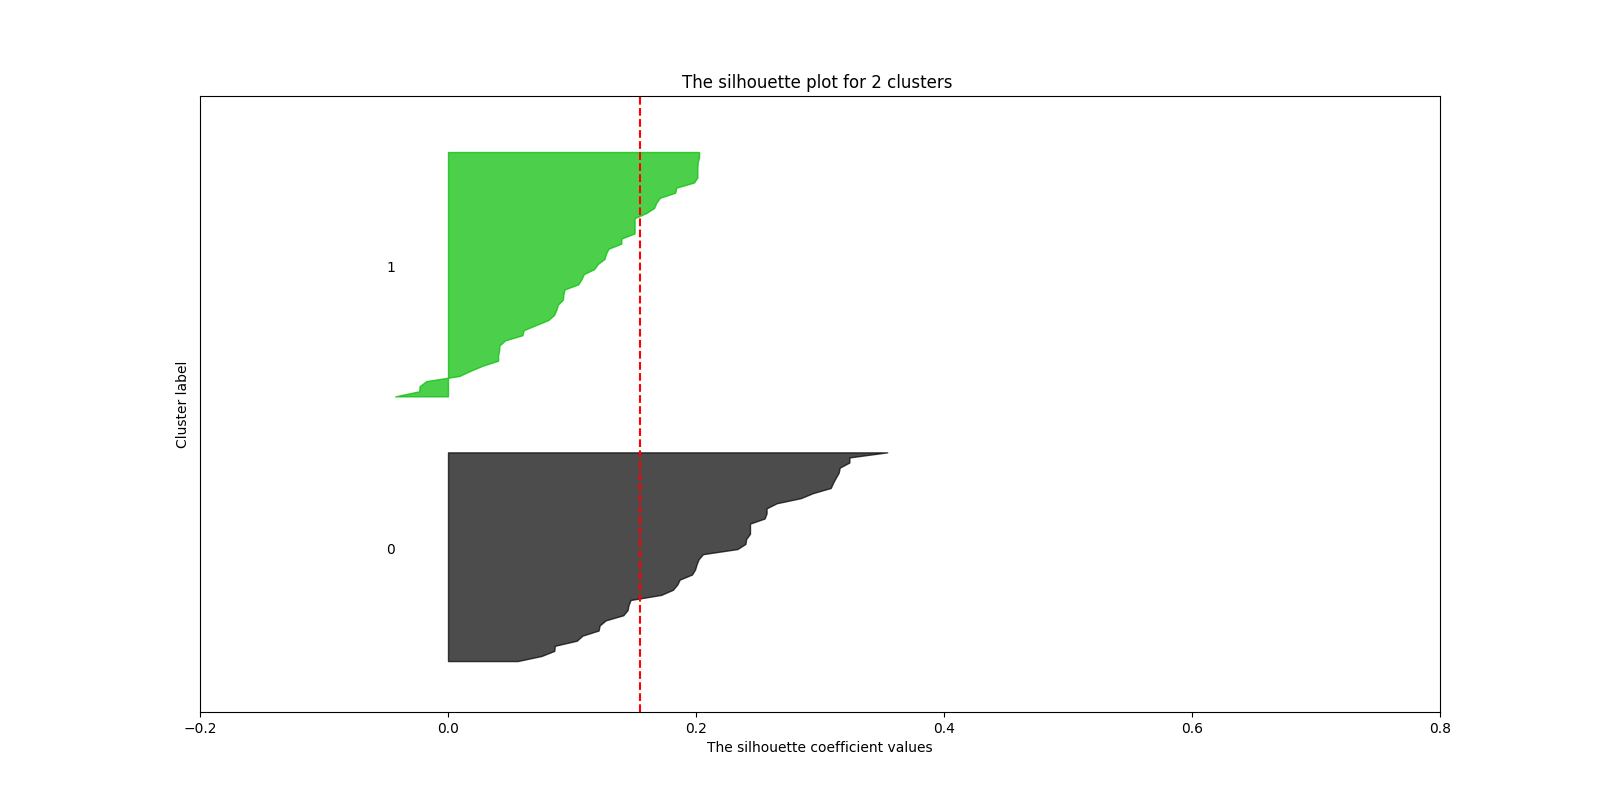 The silhouette plot for 2 clusters
1
0
Cluster label
−0.2 0.0 0.2 0.4 0.6 0.8
The silhouette coefficient values